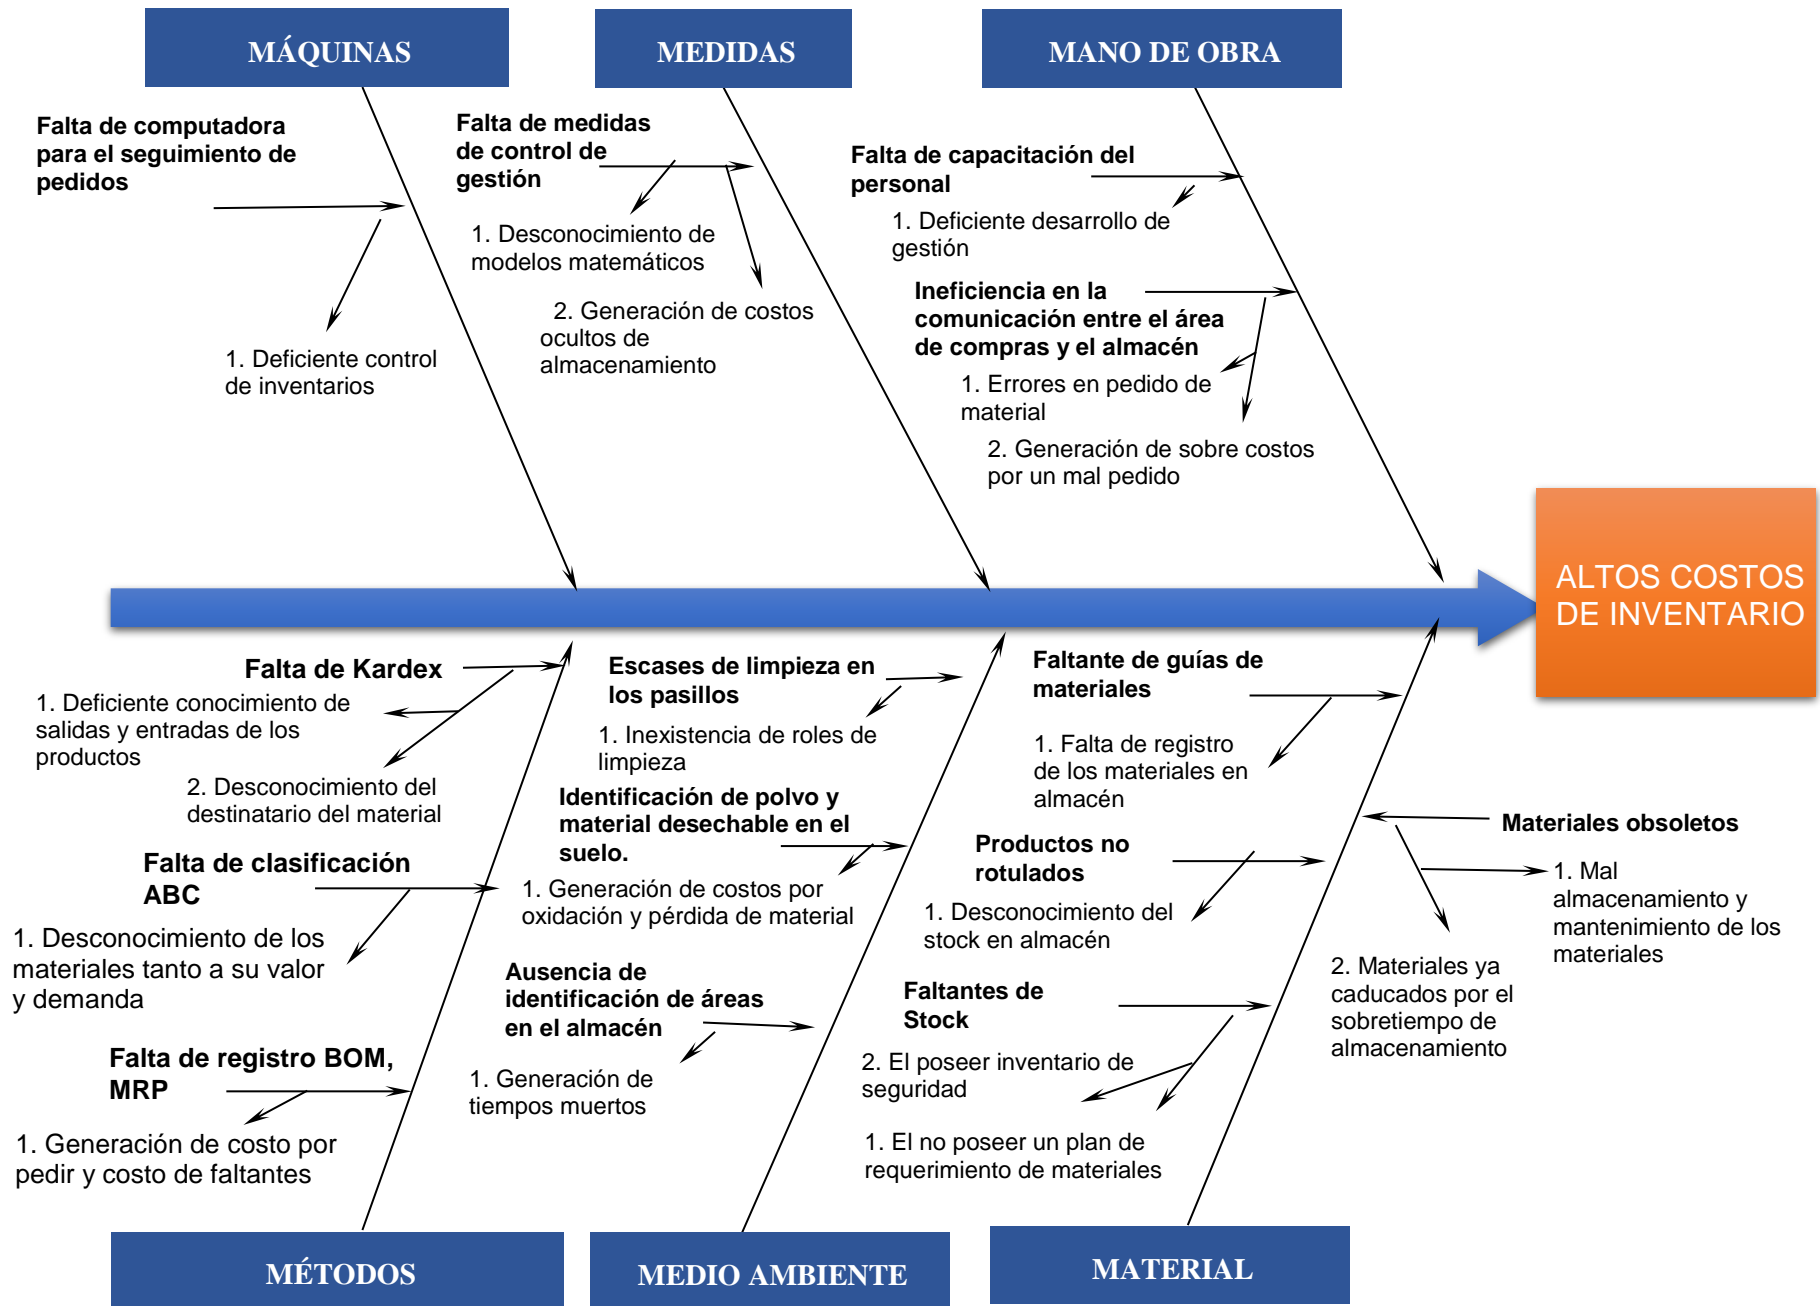 MÁQUINAS
MEDIDAS
MANO DE OBRA
Falta de computadora
para el seguimiento de
pedidos
1. Deficiente control
de inventarios
Falta de medidas
de control de
gestión
1. Desconocimiento de
modelos matemáticos
2. Generación de costos
ocultos de
almacenamiento
Falta de capacitación del
personal
1. Deficiente desarrollo de
gestión
Ineficiencia en la
comunicación entre el área
de compras y el almacén
1. Errores en pedido de
material
2. Generación de sobre costos
por un mal pedido
ALTOS COSTOS
DE INVENTARIO
Falta de Kardex
1. Deficiente conocimiento de
salidas y entradas de los
productos
2. Desconocimiento del
destinatario del material
Falta de clasificación
ABC
1. Desconocimiento de los
materiales tanto a su valor
y demanda
Falta de registro BOM,
MRP
1. Generación de costo por
pedir y costo de faltantes
Escases de limpieza en
los pasillos
1. Inexistencia de roles de
limpieza
Identificación de polvo y
material desechable en el
suelo.
1. Generación de costos por
oxidación y pérdida de material
Ausencia de
identificación de áreas
en el almacén
1. Generación de
tiempos muertos
Faltante de guías de
materiales
1. Falta de registro
de los materiales en
almacén
Productos no
rotulados
1. Desconocimiento del
stock en almacén
Faltantes de
Stock
2. El poseer inventario de
seguridad
1. El no poseer un plan de
requerimiento de materiales
Materiales obsoletos
1. Mal
almacenamiento y
mantenimiento de los
materiales
2. Materiales ya
caducados por el
sobretiempo de
almacenamiento
MÉTODOS
MEDIO AMBIENTE
MATERIAL